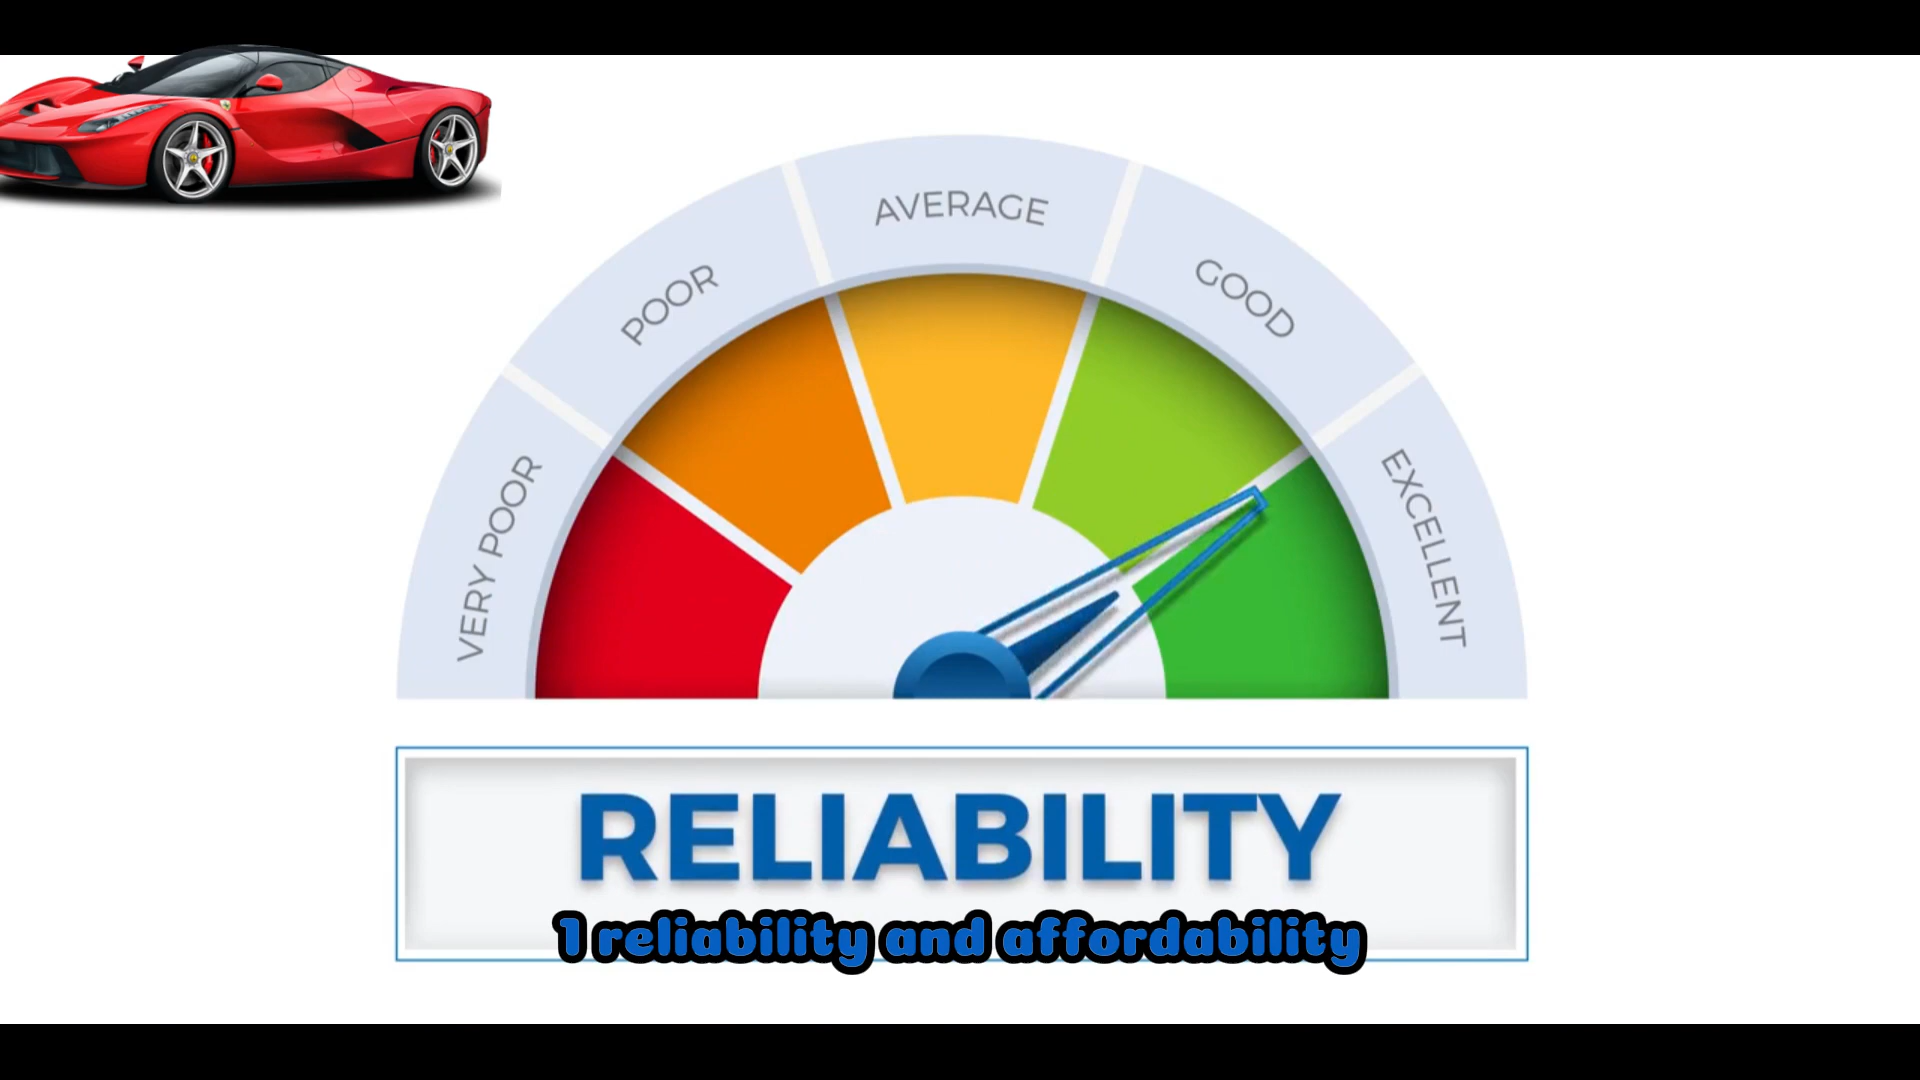 AVERAGE
POOR
GOOD
VERY POOR
EXCELLENT
RELIABILITY
1 reliability and affordability